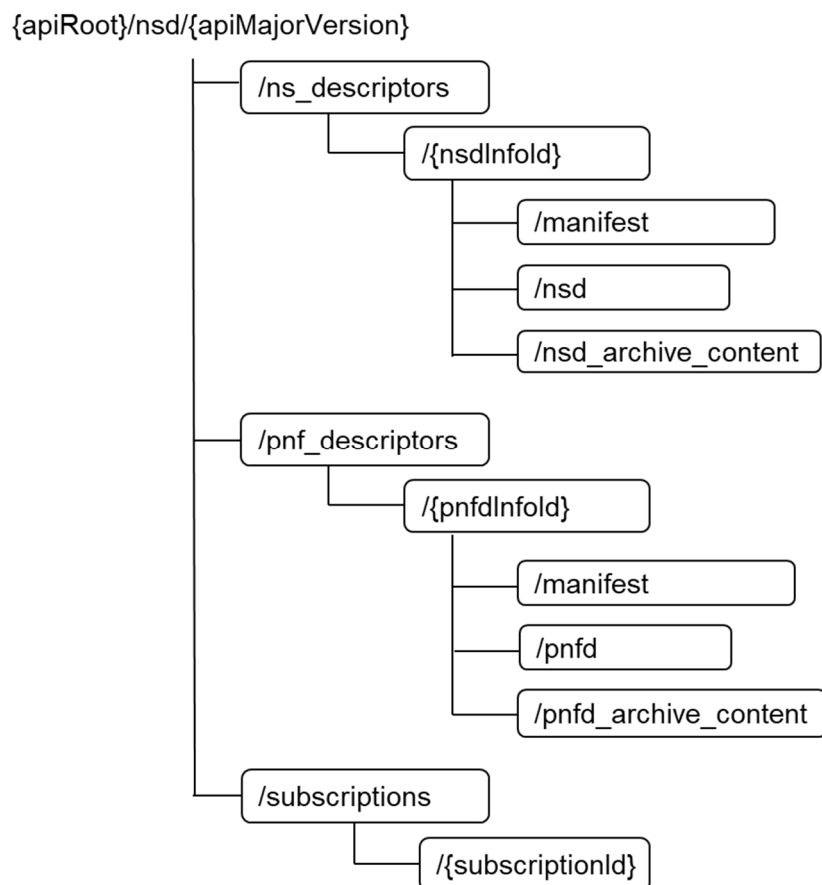 {apiRoot}/nsd/{apiMajorVersion}
/ns_descriptors
/{nsdInfoId}
/manifest
/nsd
/nsd_archive_content
/pnf_descriptors
/{pnfdInfoId}
/manifest
/pnfd
/pnfd_archive_content
/subscriptions
/{subscriptionId}